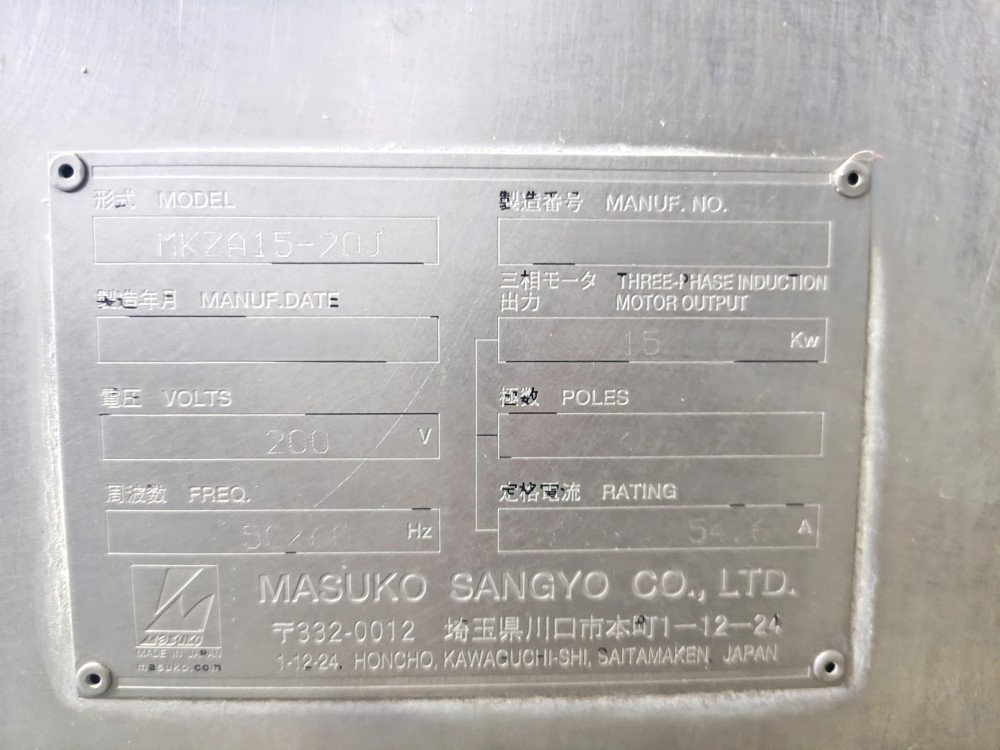 形式 MODEL
MKZA15-20J
製造番号 MANUF. NO.
製造年月 MANUF.DATE
三相モータ THREE-PHASE INDUCTION
出力 MOTOR OUTPUT
15 Kw
電圧 VOLTS
200 V
極数 POLES
周波数 FREQ.
Hz
定格電流 RATING
54.6 A
MASUKO
MADE IN JAPAN
masuko.com
MASUKO SANGYO CO., LTD.
〒332-0012 埼玉県川口市本町1-12-24
1-12-24, HONCHO, KAWAGUCHI-SHI, SAITAMAKEN, JAPAN